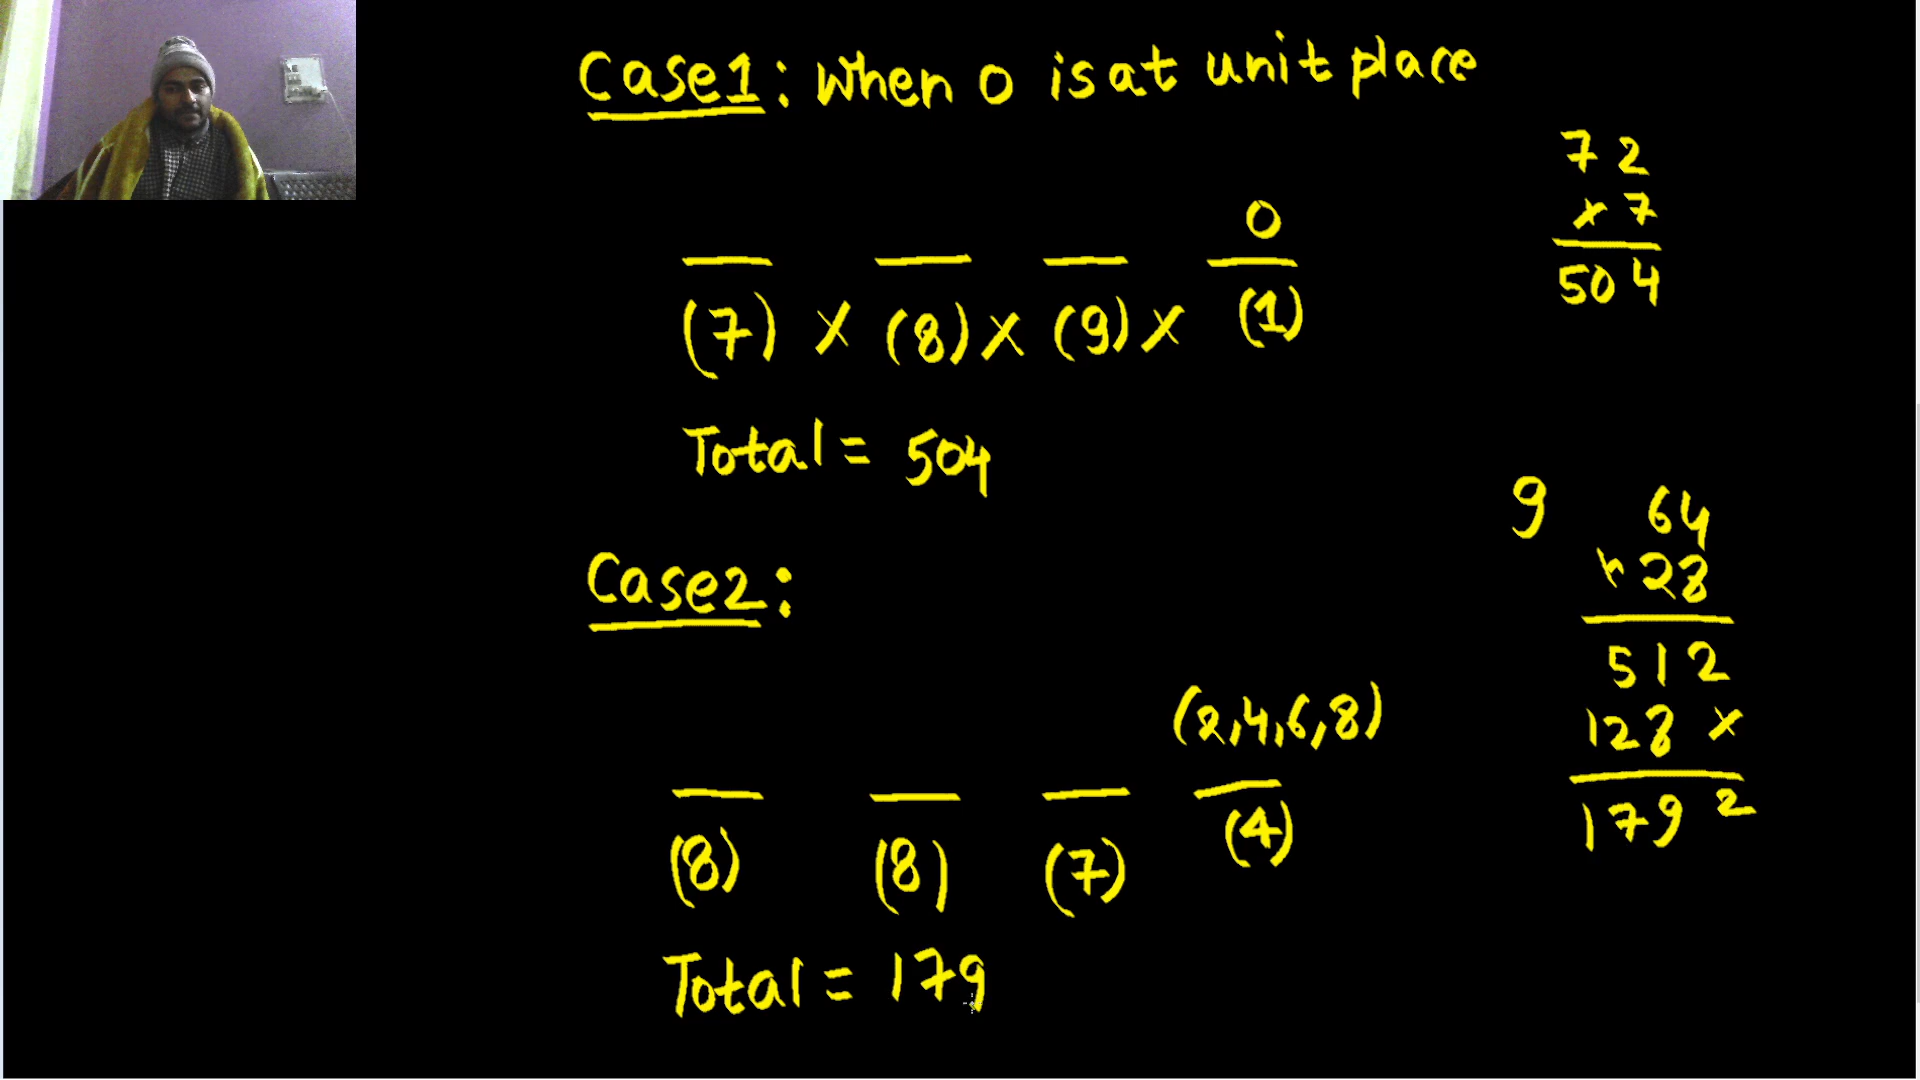 Case1: When 0 is at unit place
0
(7) X (8) X (9) X (1)
Total = 504
72
x 7
504
Case2:
(2,4,6,8)
(8) (8) (7) (4)
Total = 179
9
64
x 28
512
128 x
1792